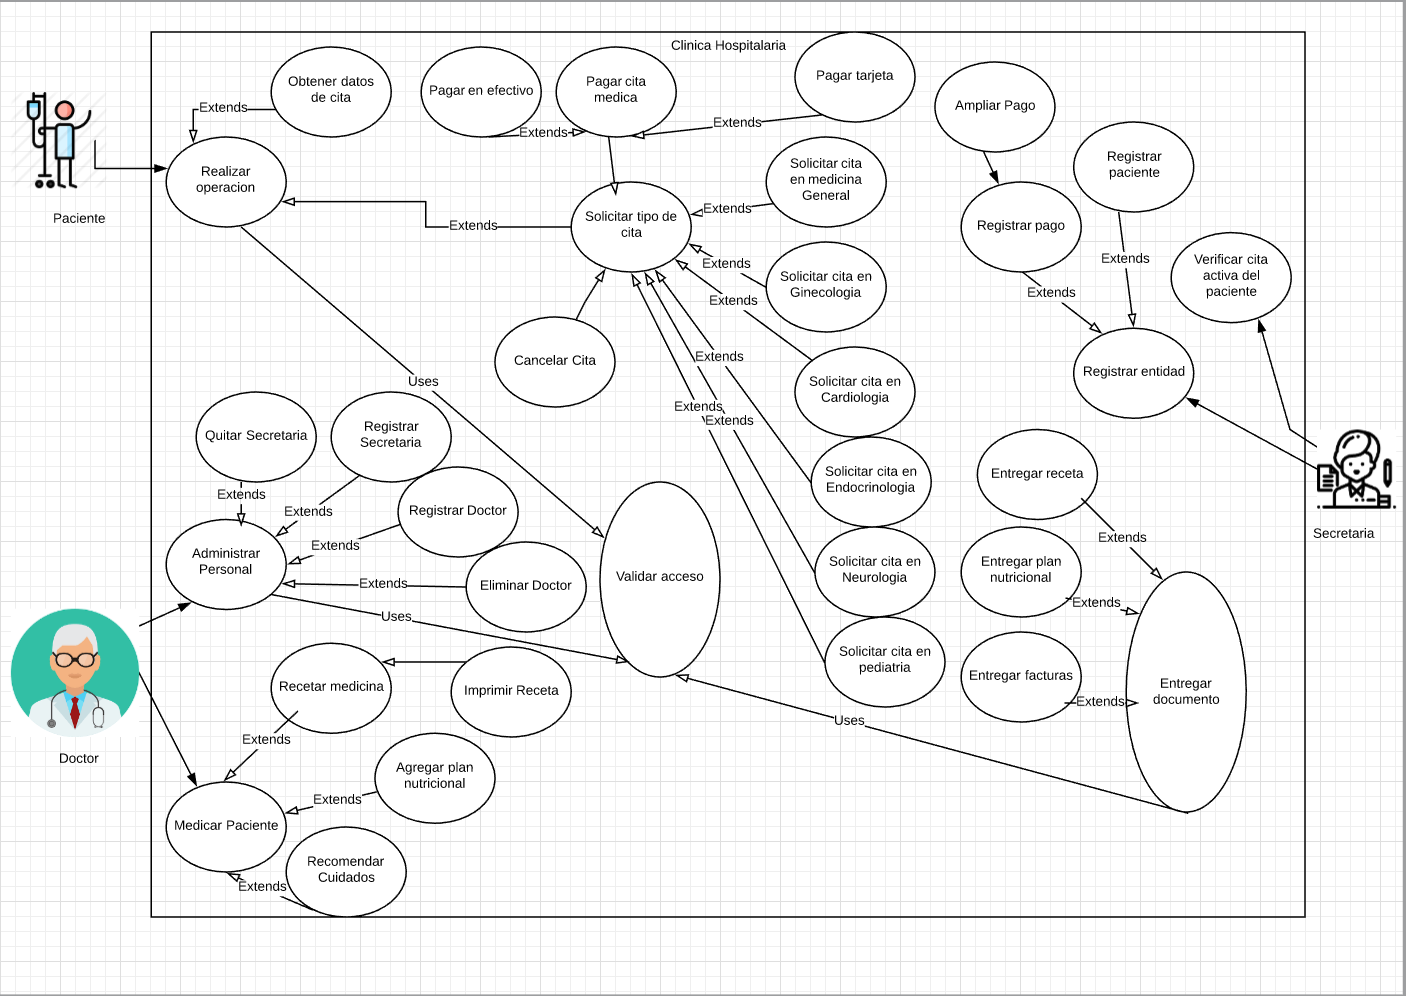 Clinica Hospitalaria
Obtener datos
de cita
Pagar en efectivo
Pagar cita
medica
Pagar tarjeta
Ampliar Pago
Extends
Extends
Extends
Realizar
operacion
Paciente
Solicitar cita
en medicina
General
Registrar
paciente
Extends
Solicitar tipo de
cita
Extends
Registrar pago
Extends
Solicitar cita en
Ginecologia
Extends
Extends
Extends
Verificar cita
activa del
paciente
Extends
Cancelar Cita
Extends
Solicitar cita en
Cardiologia
Registrar entidad
Uses
Extends
Extends
Quitar Secretaria
Registrar
Secretaria
Solicitar cita en
Endocrinologia
Entregar receta
Extends
Extends
Registrar Doctor
Secretaria
Extends
Extends
Administrar
Personal
Extends
Eliminar Doctor
Validar acceso
Solicitar cita en
Neurologia
Entregar plan
nutricional
Extends
Uses
Solicitar cita en
pediatria
Entregar facturas
Extends
Entregar
documento
Recetar medicina
Imprimir Receta
Uses
Extends
Doctor
Agregar plan
nutricional
Extends
Medicar Paciente
Recomendar
Cuidados
Extends